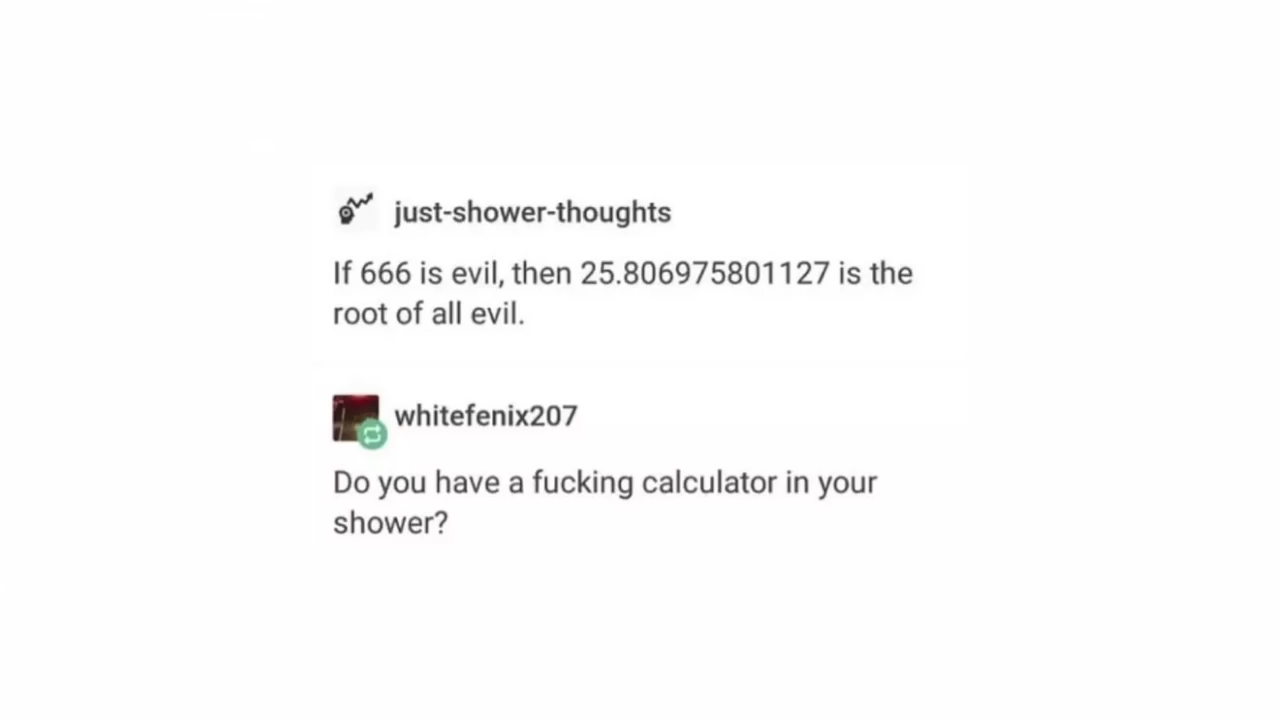 just-shower-thoughts
If 666 is evil, then 25.806975801127 is the
root of all evil.
whitefenix207
Do you have a fucking calculator in your
shower?